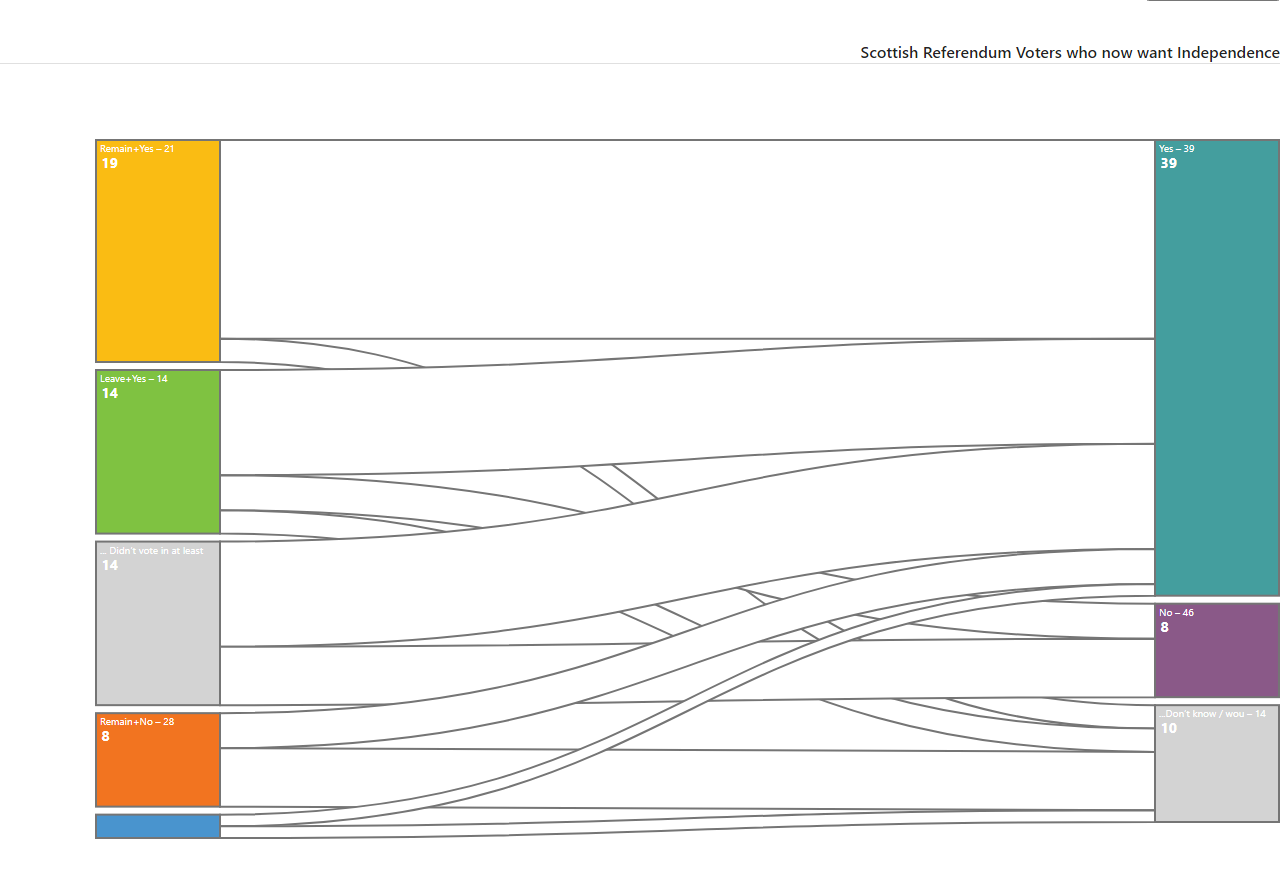 Scottish Referendum Voters who now want Independence
Remain+Yes – 21
19
Yes – 39
39
Leave+Yes – 14
14
... Didn't vote in at least
14
No – 46
8
Remain+No – 28
8
...Don't know / wou – 14
10